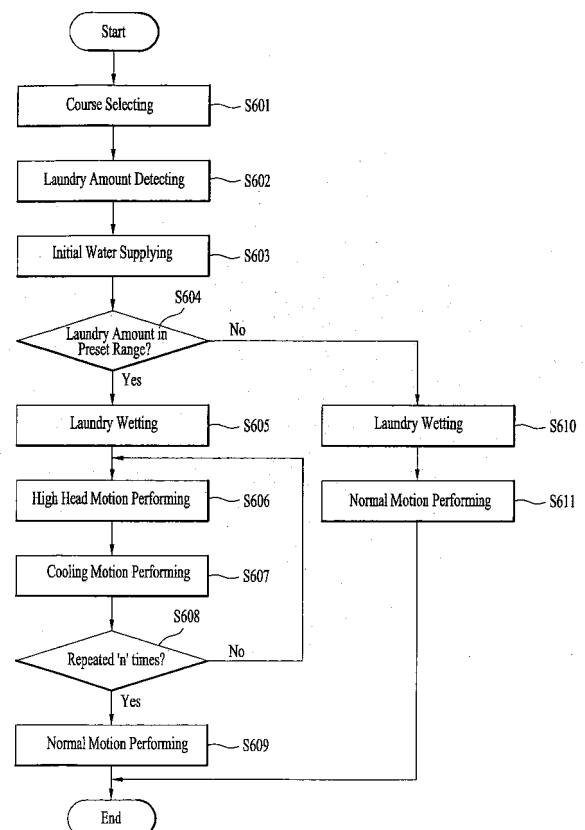 Start
Course Selecting
S601
Laundry Amount Detecting
S602
Initial Water Supplying
S603
S604
Laundry Amount in
Preset Range?
No
Yes
Laundry Wetting
S605
Laundry Wetting
S610
High Head Motion Performing
S606
Normal Motion Performing
S611
Cooling Motion Performing
S607
S608
Repeated 'n' times?
No
Yes
Normal Motion Performing
S609
End